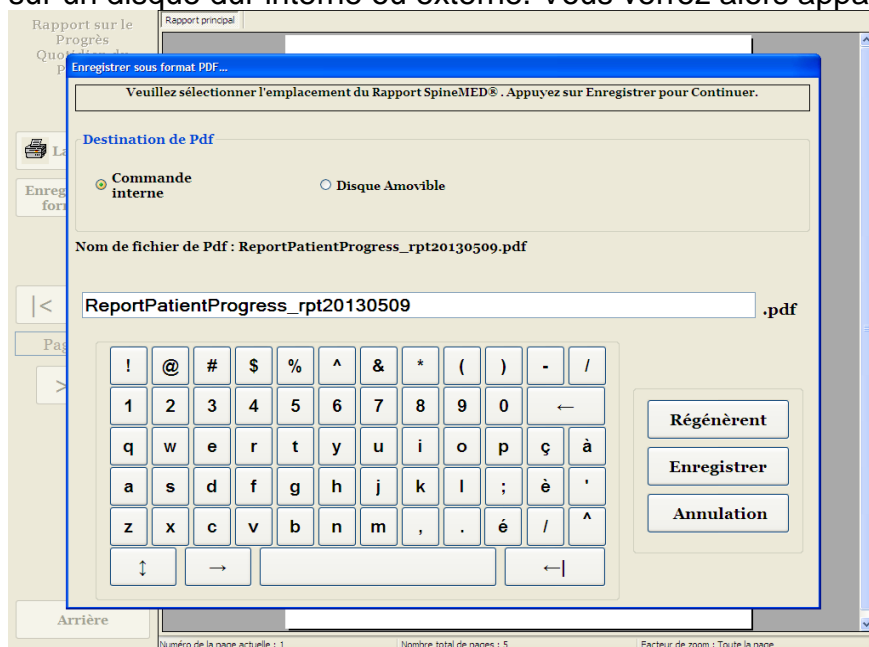 sur un disque dur interne ou externe. Vous verrez alors appa
Rapport sur le
Progrès
Rapport principal
Enregistrer sous format PDF...
Veuillez sélectionner l'emplacement du Rapport SpineMED® . Appuyez sur Enregistrer pour Continuer.
Destination de Pdf
Commande
interne
Disque Amovible
Nom de fichier de Pdf : ReportPatientProgress_rpt20130509.pdf
ReportPatientProgress_rpt20130509 .pdf
|<
>
! @ # $ % ^ & * ( ) - /
1 2 3 4 5 6 7 8 9 0 ←
q w e r t y u i o p ç à
a s d f g h j k l ; è '
z x c v b n m , . é / ^
↕ → ←|
Régénèrent
Enregistrer
Annulation
Arrière
Numéro de la page actuelle : 1 Nombre total de pages : 5 Facteur de zoom : Toute la page